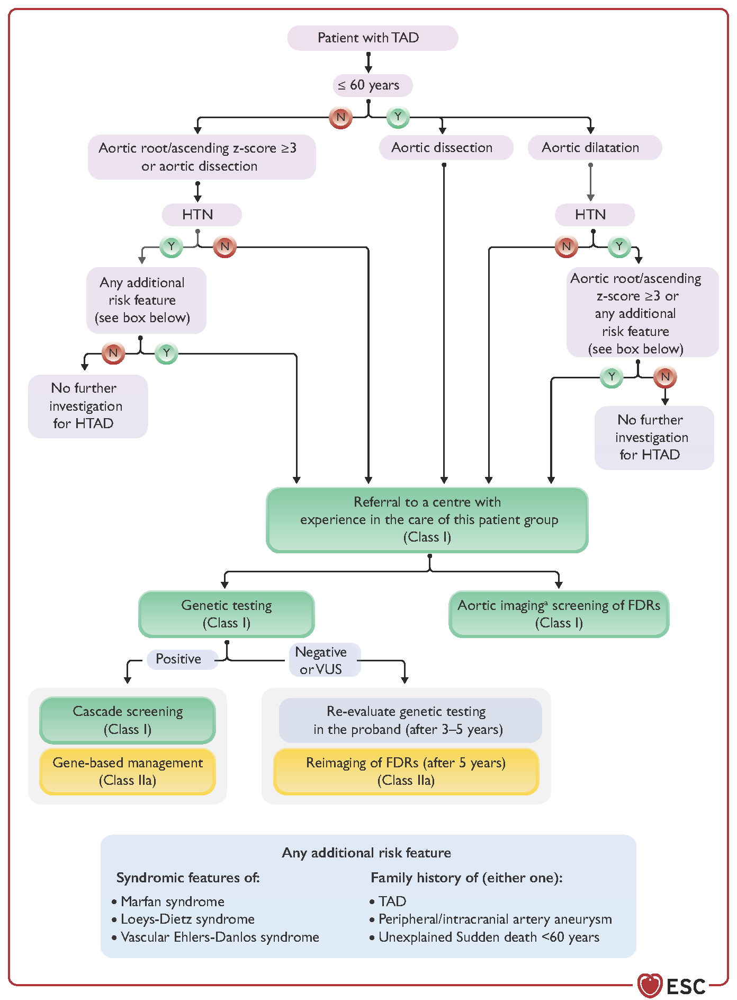 Patient with TAD
≤ 60 years
N
Y
Aortic root/ascending z-score ≥3
or aortic dissection
Aortic dissection
Aortic dilatation
HTN
HTN
Y
N
N
Y
Any additional
risk feature
(see box below)
Aortic root/ascending
z-score ≥3 or
any additional
risk feature
(see box below)
N
Y
Y
N
No further
investigation
for HTAD
No further
investigation
for HTAD
Referral to a centre with
experience in the care of this patient group
(Class I)
Genetic testing
(Class I)
Aortic imagingᵃ screening of FDRs
(Class I)
Positive
Negative
or VUS
Cascade screening
(Class I)
Gene-based management
(Class IIa)
Re-evaluate genetic testing
in the proband (after 3–5 years)
Reimaging of FDRs (after 5 years)
(Class IIa)
Any additional risk feature
Syndromic features of:
• Marfan syndrome
• Loeys-Dietz syndrome
• Vascular Ehlers-Danlos syndrome
Family history of (either one):
• TAD
• Peripheral/intracranial artery aneurysm
• Unexplained Sudden death <60 years
ESC